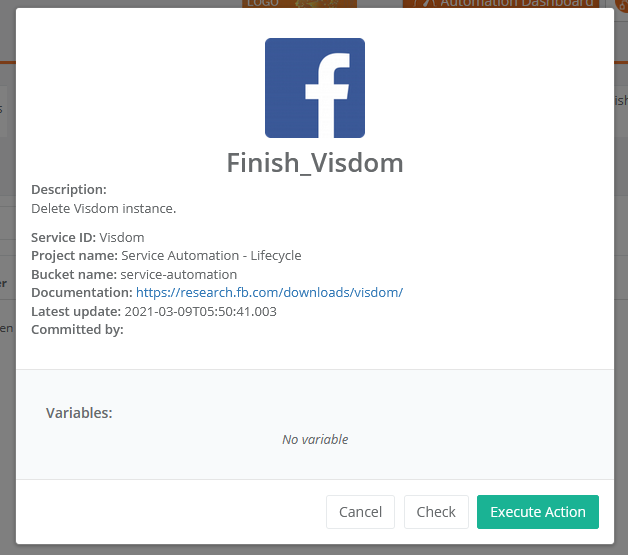 LOGO
Automation Dashboard
Finish_Visdom
Description:
Delete Visdom instance.
Service ID: Visdom
Project name: Service Automation - Lifecycle
Bucket name: service-automation
Documentation: https://research.fb.com/downloads/visdom/
Latest update: 2021-03-09T05:50:41.003
Committed by:
Variables:
No variable
Cancel
Check
Execute Action